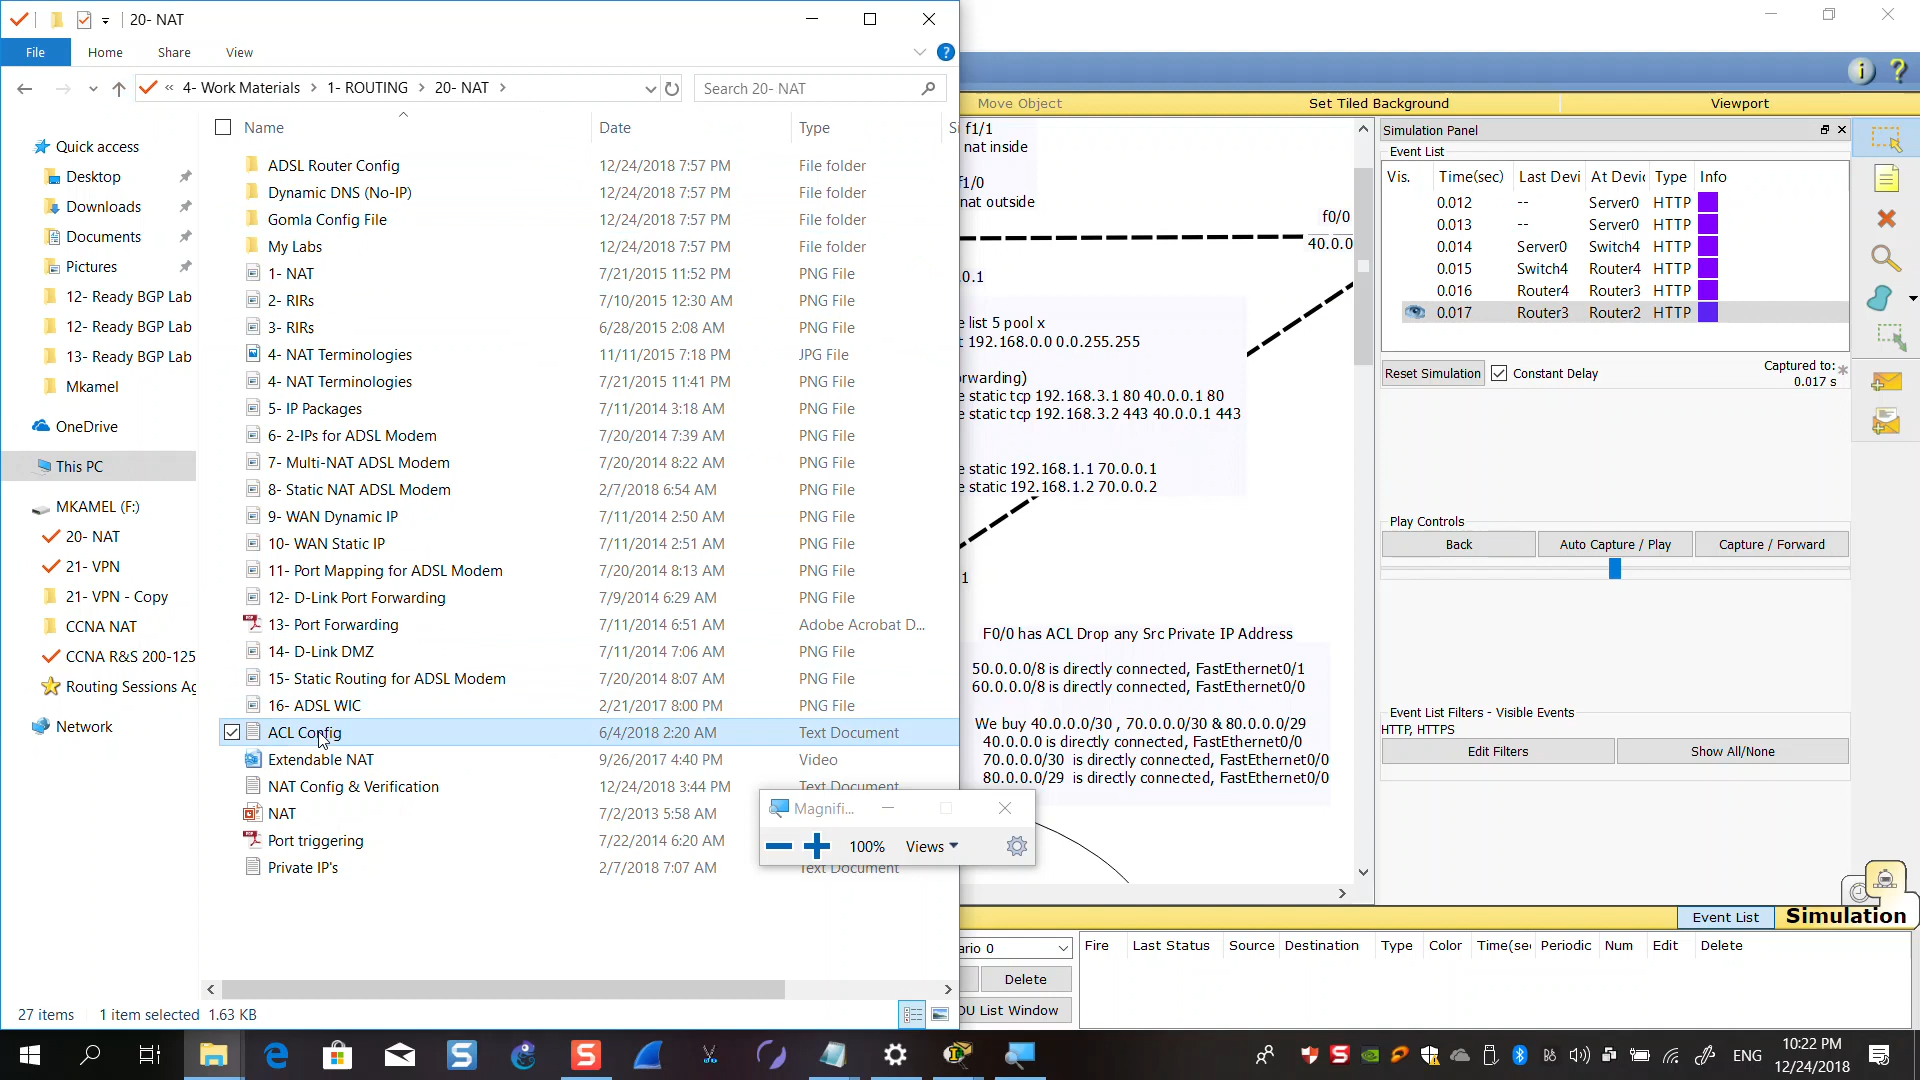 20- NAT
File
Home
Share
View
4- Work Materials
1- ROUTING
20- NAT
Search 20- NAT
Name
Date
Type
Quick access
Desktop
Downloads
Documents
Pictures
12- Ready BGP Lab
12- Ready BGP Lab
13- Ready BGP Lab
Mkamel
OneDrive
This PC
MKAMEL (F:)
20- NAT
21- VPN
21- VPN - Copy
CCNA NAT
CCNA R&S 200-125
Routing Sessions Ag
Network
ADSL Router Config 12/24/2018 7:57 PM File folder
Dynamic DNS (No-IP) 12/24/2018 7:57 PM File folder
Gomla Config File 12/24/2018 7:57 PM File folder
My Labs 12/24/2018 7:57 PM File folder
1- NAT 7/21/2015 11:52 PM PNG File
2- RIRs 7/10/2015 12:30 AM PNG File
3- RIRs 6/28/2015 2:08 AM PNG File
4- NAT Terminologies 11/11/2015 7:18 PM JPG File
4- NAT Terminologies 7/21/2015 11:41 PM PNG File
5- IP Packages 7/11/2014 3:18 AM PNG File
6- 2-IPs for ADSL Modem 7/20/2014 7:39 AM PNG File
7- Multi-NAT ADSL Modem 7/20/2014 8:22 AM PNG File
8- Static NAT ADSL Modem 2/7/2018 6:54 AM PNG File
9- WAN Dynamic IP 7/11/2014 2:50 AM PNG File
10- WAN Static IP 7/11/2014 2:51 AM PNG File
11- Port Mapping for ADSL Modem 7/20/2014 8:13 AM PNG File
12- D-Link Port Forwarding 7/9/2014 6:29 AM PNG File
13- Port Forwarding 7/11/2014 6:51 AM Adobe Acrobat D...
14- D-Link DMZ 7/11/2014 7:06 AM PNG File
15- Static Routing for ADSL Modem 7/20/2014 8:07 AM PNG File
16- ADSL WIC 2/21/2017 8:00 PM PNG File
ACL Config 6/4/2018 2:20 AM Text Document
Extendable NAT 9/26/2017 4:40 PM Video
NAT Config & Verification 12/24/2018 3:44 PM Text Document
NAT 7/2/2013 5:58 AM
Port triggering 7/22/2014 6:20 AM
Private IP's 2/7/2018 7:07 AM Text Document
27 items 1 item selected 1.63 KB
Magnifi...
100% Views
Move Object
Set Tiled Background
Viewport
f1/1
nat inside
f1/0
nat outside
f0/0
40.0.0
0.1
e list 5 pool x
t 192.168.0.0 0.0.255.255
rwarding)
e static tcp 192.168.3.1 80 40.0.0.1 80
e static tcp 192.168.3.2 443 40.0.0.1 443
e static 192.168.1.1 70.0.0.1
e static 192.168.1.2 70.0.0.2
1
F0/0 has ACL Drop any Src Private IP Address
50.0.0.0/8 is directly connected, FastEthernet0/1
60.0.0.0/8 is directly connected, FastEthernet0/0
We buy 40.0.0.0/30 , 70.0.0.0/30 & 80.0.0.0/29
40.0.0.0 is directly connected, FastEthernet0/0
70.0.0.0/30 is directly connected, FastEthernet0/0
80.0.0.0/29 is directly connected, FastEthernet0/0
Simulation Panel
Event List
Vis. Time(sec) Last Devi At Devic Type Info
0.012 -- Server0 HTTP
0.013 -- Server0 HTTP
0.014 Server0 Switch4 HTTP
0.015 Switch4 Router4 HTTP
0.016 Router4 Router3 HTTP
0.017 Router3 Router2 HTTP
Reset Simulation
Constant Delay
Captured to:
0.017 s
Play Controls
Back
Auto Capture / Play
Capture / Forward
Event List Filters - Visible Events
HTTP, HTTPS
Edit Filters
Show All/None
Event List
Simulation
ario 0
Delete
DU List Window
Fire Last Status Source Destination Type Color Time(sec Periodic Num Edit Delete
ENG
10:22 PM
12/24/2018